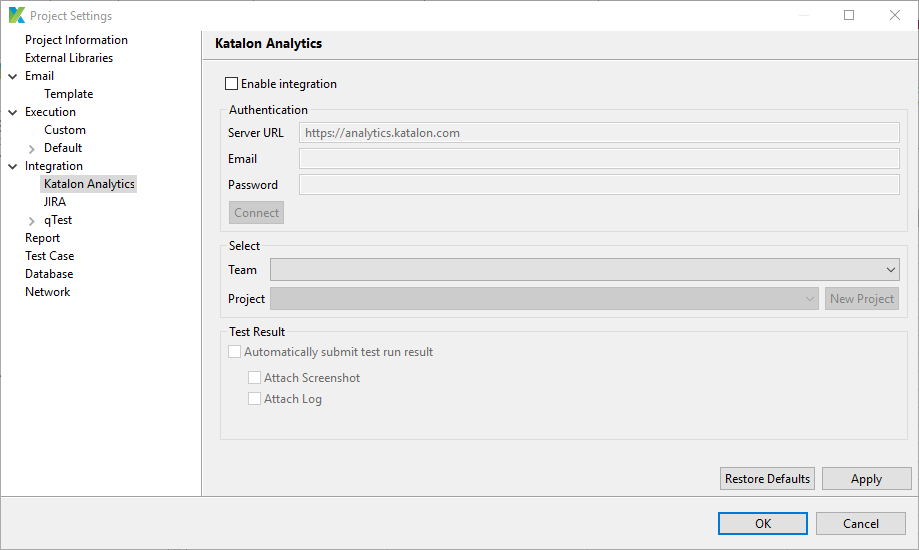 Project Settings
Project Information
External Libraries
Email
Template
Execution
Custom
Default
Integration
Katalon Analytics
JIRA
qTest
Report
Test Case
Database
Network
Katalon Analytics
Enable integration
Authentication
Server URL https://analytics.katalon.com
Email
Password
Connect
Select
Team
Project New Project
Test Result
Automatically submit test run result
Attach Screenshot
Attach Log
Restore Defaults Apply
OK Cancel